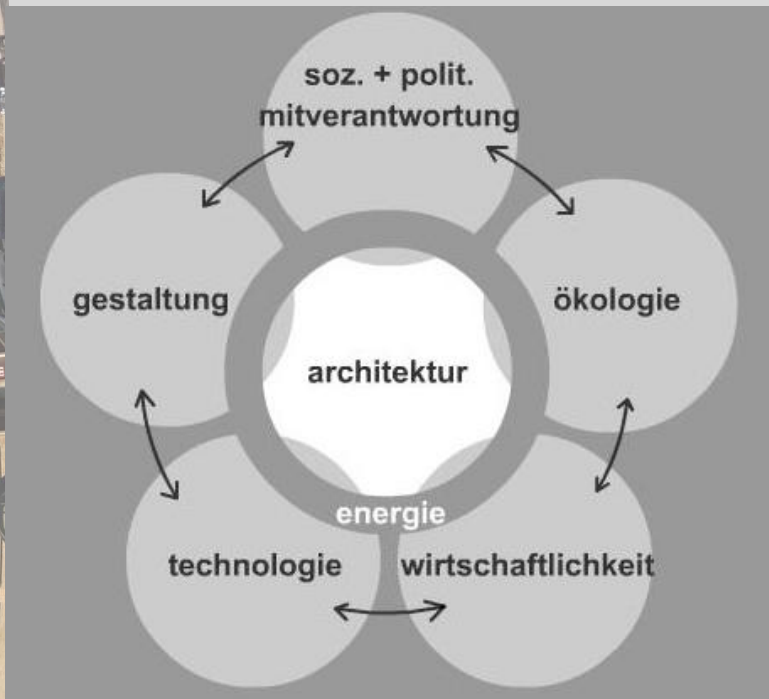 soz. + polit.
mitverantwortung
gestaltung
ökologie
architektur
energie
technologie
wirtschaftlichkeit